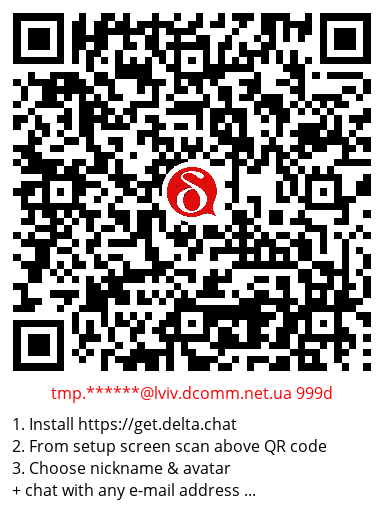 δ
tmp.******@lviv.dcomm.net.ua 999d
1. Install https://get.delta.chat
2. From setup screen scan above QR code
3. Choose nickname & avatar
+ chat with any e-mail address ...